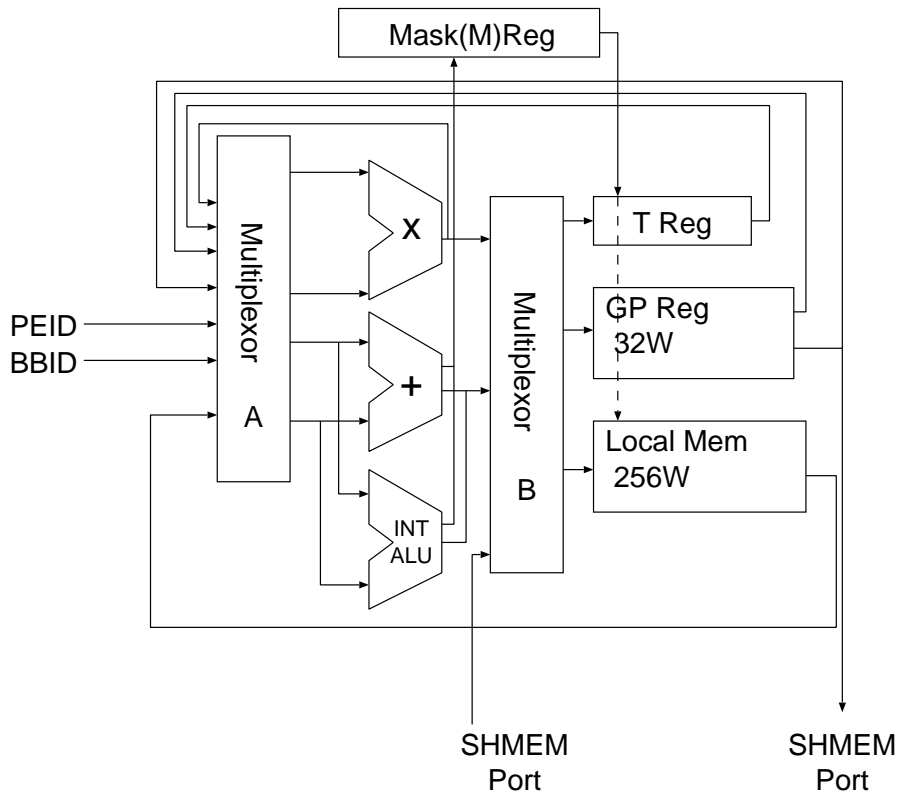 Mask(M)Reg
Multiplexor
A
PEID
BBID
X
+
INT
ALU
Multiplexor
B
T Reg
GP Reg
32W
Local Mem
256W
SHMEM
Port
SHMEM
Port